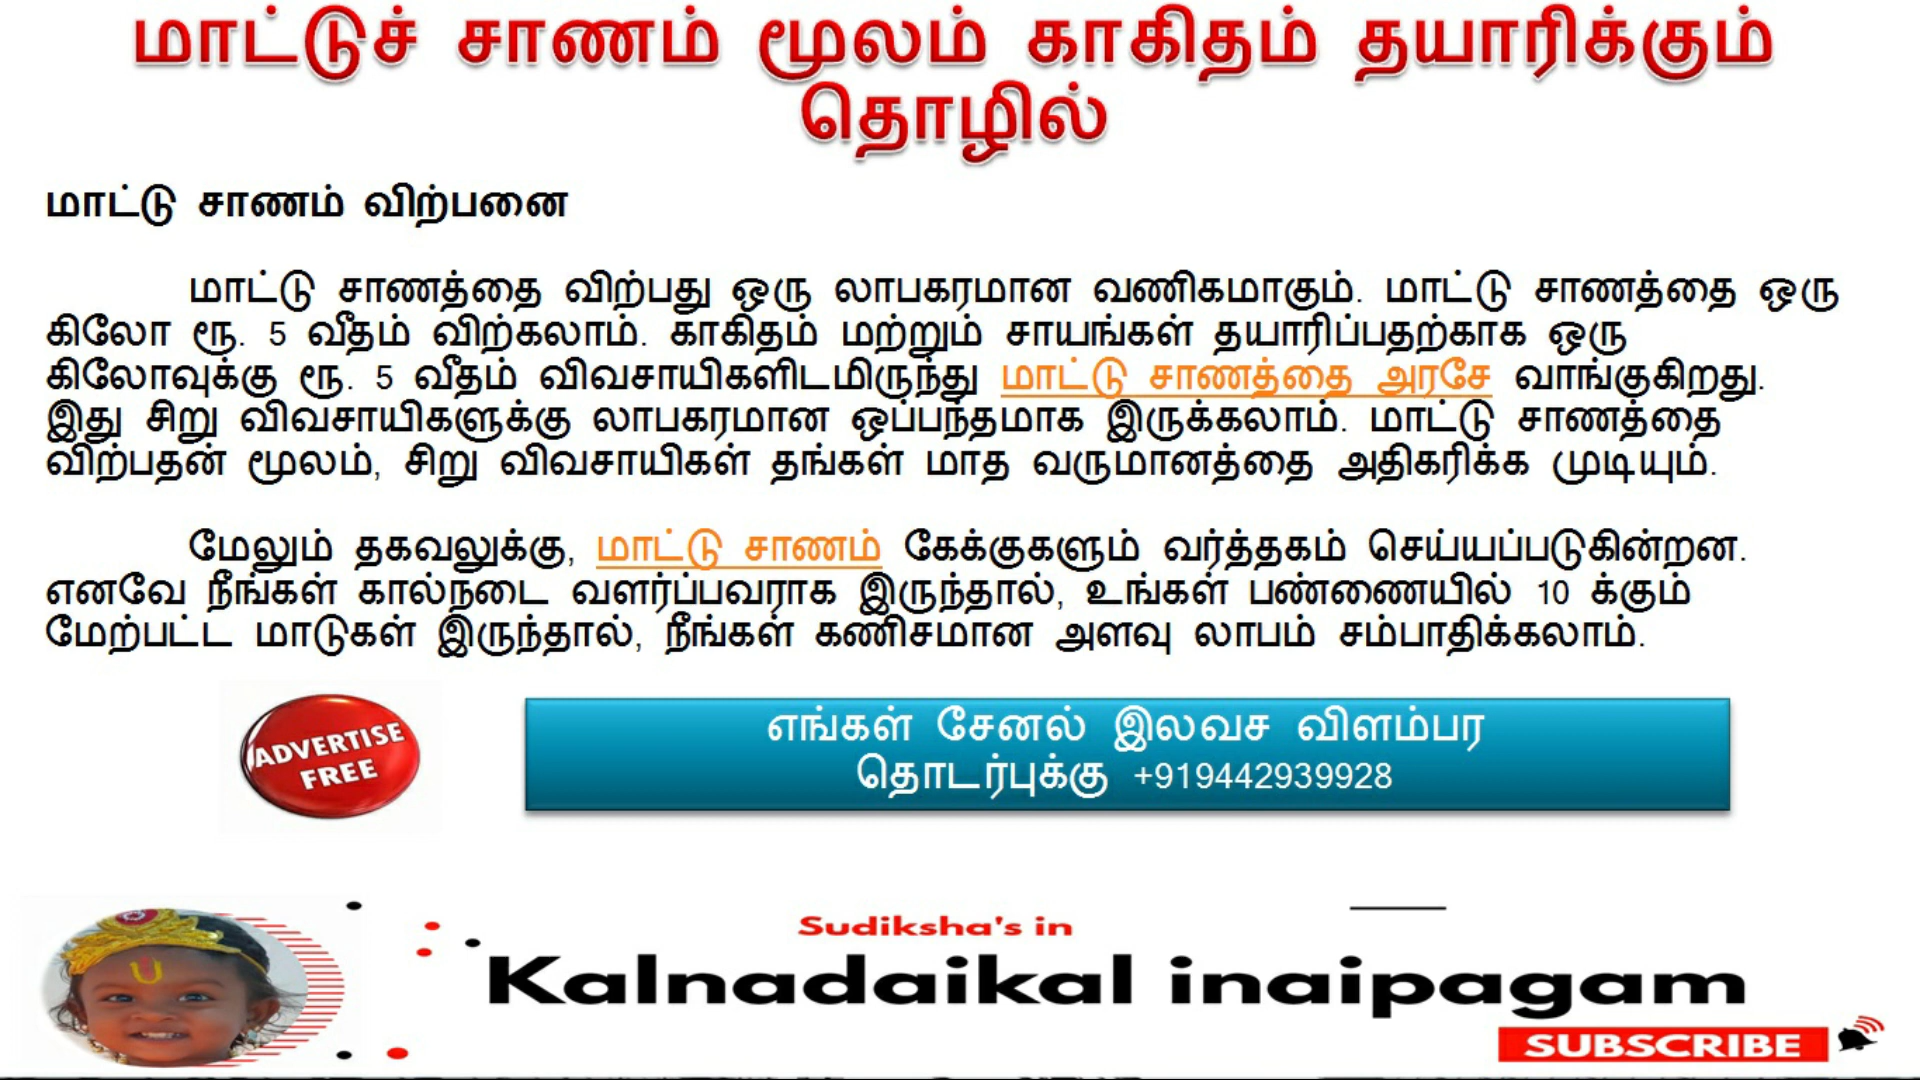 மாட்டுச் சாணம் மூலம் காகிதம் தயாரிக்கும்
தொழில்
மாட்டு சாணம் விற்பனை
மாட்டு சாணத்தை விற்பது ஒரு லாபகரமான வணிகமாகும். மாட்டு சாணத்தை ஒரு
கிலோ ரூ. 5 வீதம் விற்கலாம். காகிதம் மற்றும் சாயங்கள் தயாரிப்பதற்காக ஒரு
கிலோவுக்கு ரூ. 5 வீதம் விவசாயிகளிடமிருந்து மாட்டு சாணத்தை அரசே வாங்குகிறது.
இது சிறு விவசாயிகளுக்கு லாபகரமான ஒப்பந்தமாக இருக்கலாம். மாட்டு சாணத்தை
விற்பதன் மூலம், சிறு விவசாயிகள் தங்கள் மாத வருமானத்தை அதிகரிக்க முடியும்.
மேலும் தகவலுக்கு, மாட்டு சாணம் கேக்குகளும் வர்த்தகம் செய்யப்படுகின்றன.
எனவே நீங்கள் கால்நடை வளர்ப்பவராக இருந்தால், உங்கள் பண்ணையில் 10 க்கும்
மேற்பட்ட மாடுகள் இருந்தால், நீங்கள் கணிசமான அளவு லாபம் சம்பாதிக்கலாம்.
ADVERTISE
FREE
எங்கள் சேனல் இலவச விளம்பர
தொடர்புக்கு +919442939928
Sudiksha's in
Kalnadaikal inaipagam
SUBSCRIBE